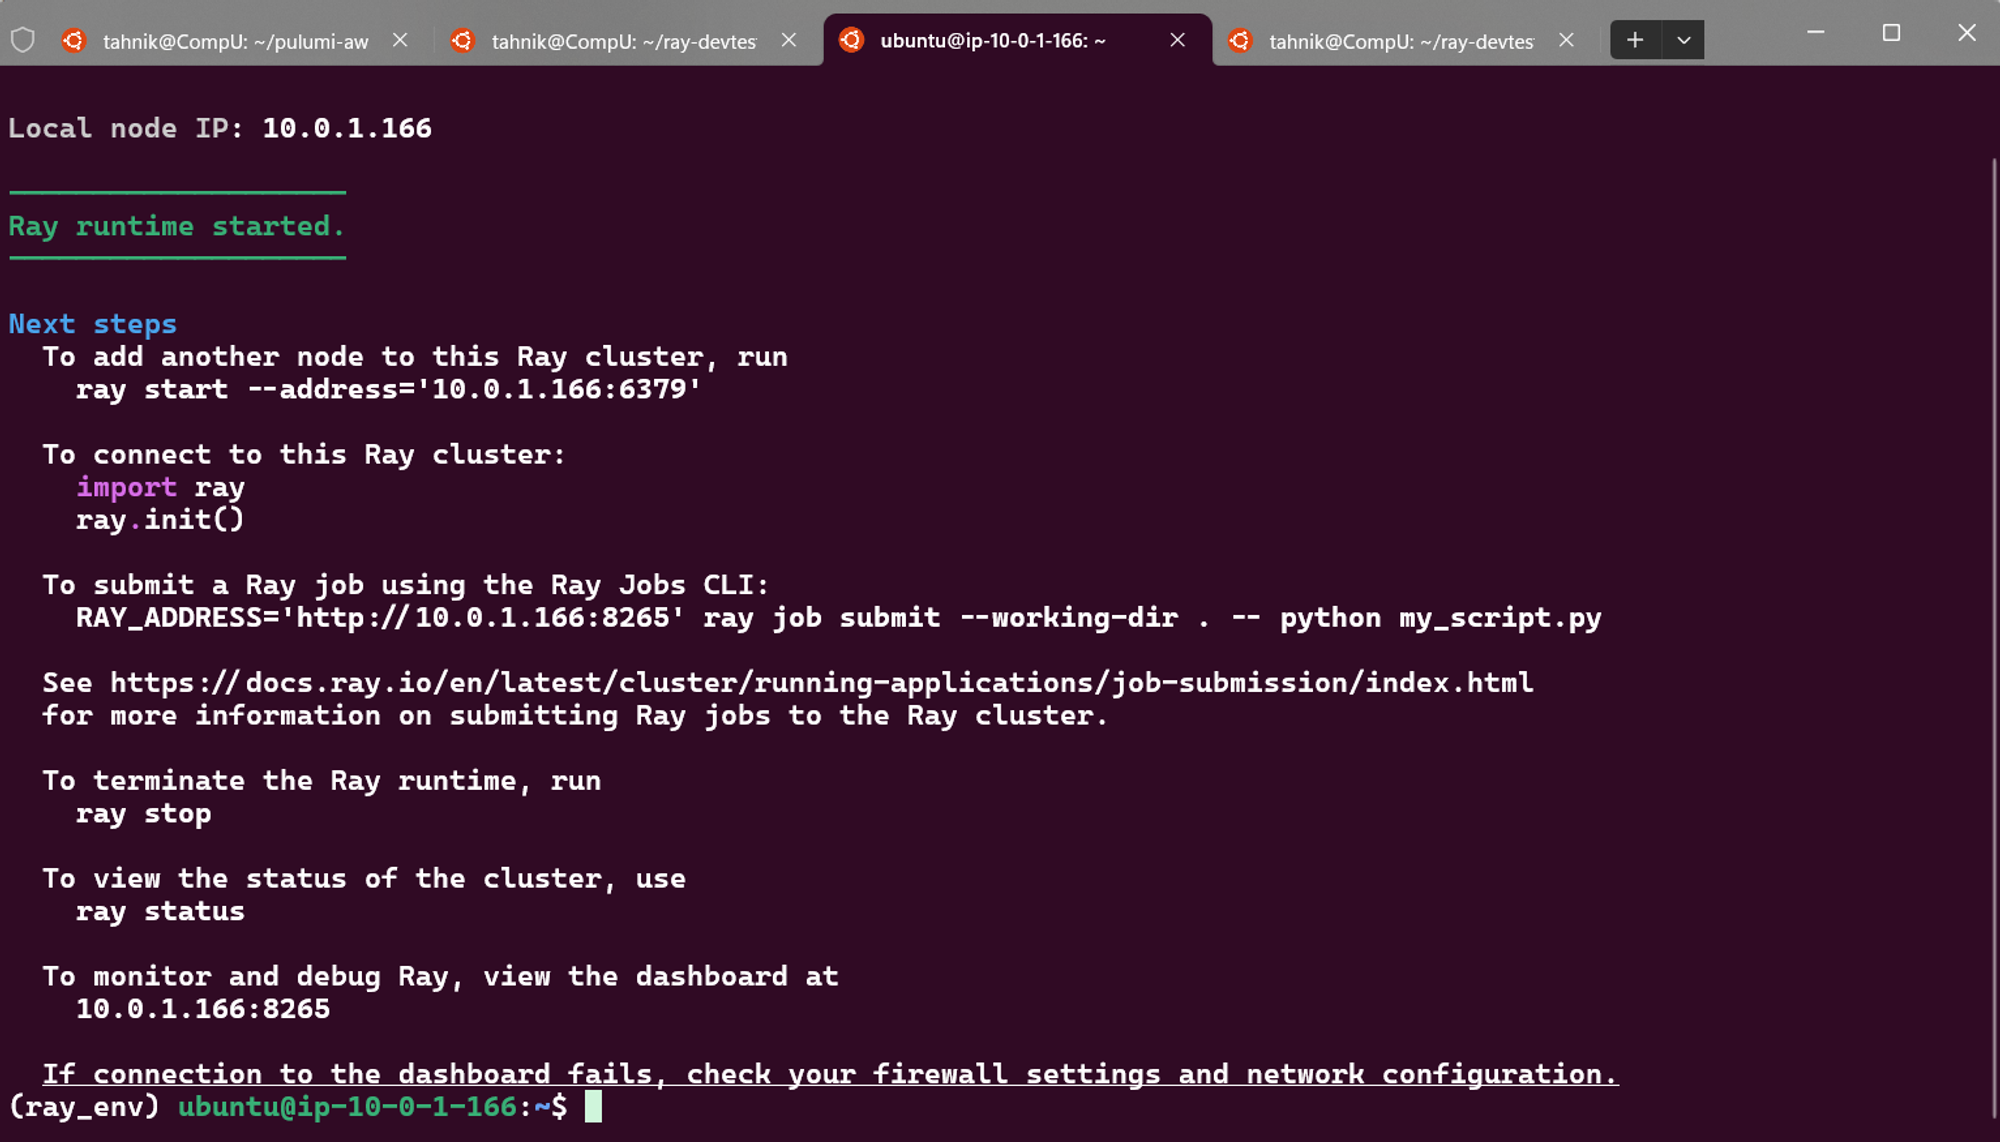 tahnik@CompU: ~/pulumi-aw
tahnik@CompU: ~/ray-devtes
ubuntu@ip-10-0-1-166: ~
tahnik@CompU: ~/ray-devtes
Local node IP: 10.0.1.166
Ray runtime started.
Next steps
To add another node to this Ray cluster, run
ray start --address='10.0.1.166:6379'
To connect to this Ray cluster:
import ray
ray.init()
To submit a Ray job using the Ray Jobs CLI:
RAY_ADDRESS='http://10.0.1.166:8265' ray job submit --working-dir . -- python my_script.py
See https://docs.ray.io/en/latest/cluster/running-applications/job-submission/index.html
for more information on submitting Ray jobs to the Ray cluster.
To terminate the Ray runtime, run
ray stop
To view the status of the cluster, use
ray status
To monitor and debug Ray, view the dashboard at
10.0.1.166:8265
If connection to the dashboard fails, check your firewall settings and network configuration.
(ray_env) ubuntu@ip-10-0-1-166:~$